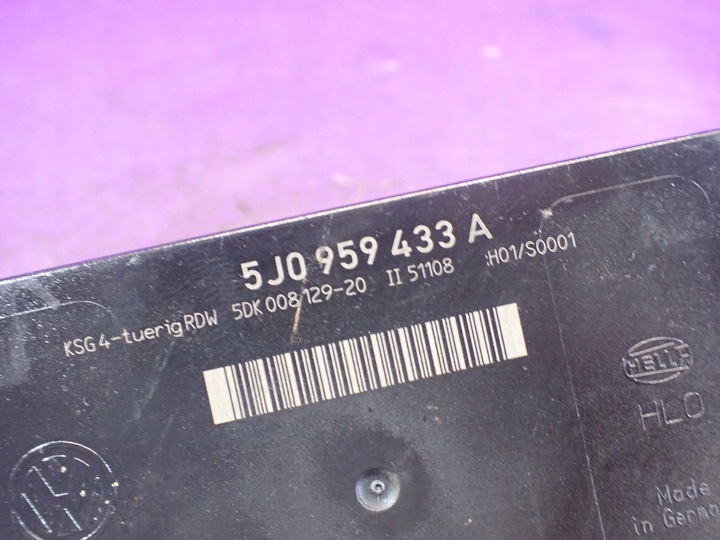 5J0 959 433 A
KSG 4-tuerig RDW 5DK 008 129-20 II 51108 :H01/S0001
HELLA
HLO
Made
in Germa